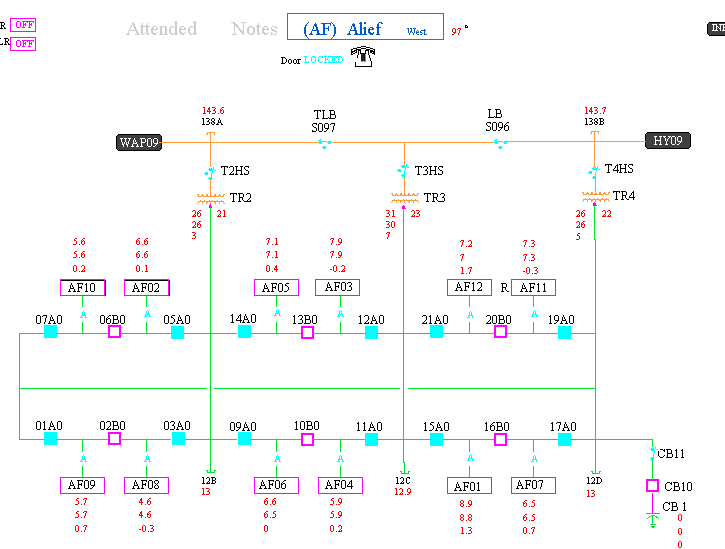 R OFF
LR OFF
Attended Notes (AF) Alief West 97 °
Door LOCKED
143.6
138A
TLB
S097
LB
S096
143.7
138B
WAP09
HY09
T2HS
T3HS
T4HS
TR2
TR3
TR4
26 21
26
3
31 23
30
7
26 22
26
5
5.6
5.6
0.2
6.6
6.6
0.1
7.1
7.1
0.4
7.9
7.9
-0.2
7.2
7
1.7
7.3
7.3
-0.3
AF10 AF02 AF05 AF03 AF12 R AF11
A A A A A A
07A0 06B0 05A0 14A0 13B0 12A0 21A0 20B0 19A0
01A0 02B0 03A0 09A0 10B0 11A0 15A0 16B0 17A0
A A A A A A
AF09 AF08 AF06 AF04 AF01 AF07
5.7
5.7
0.7
4.6
4.6
-0.3
12B
13
6.6
6.5
0
5.9
5.9
0.2
12C
12.9
8.9
8.8
1.3
6.5
6.5
0.7
12D
13
CB11
CB10
CB 1
0
0
0